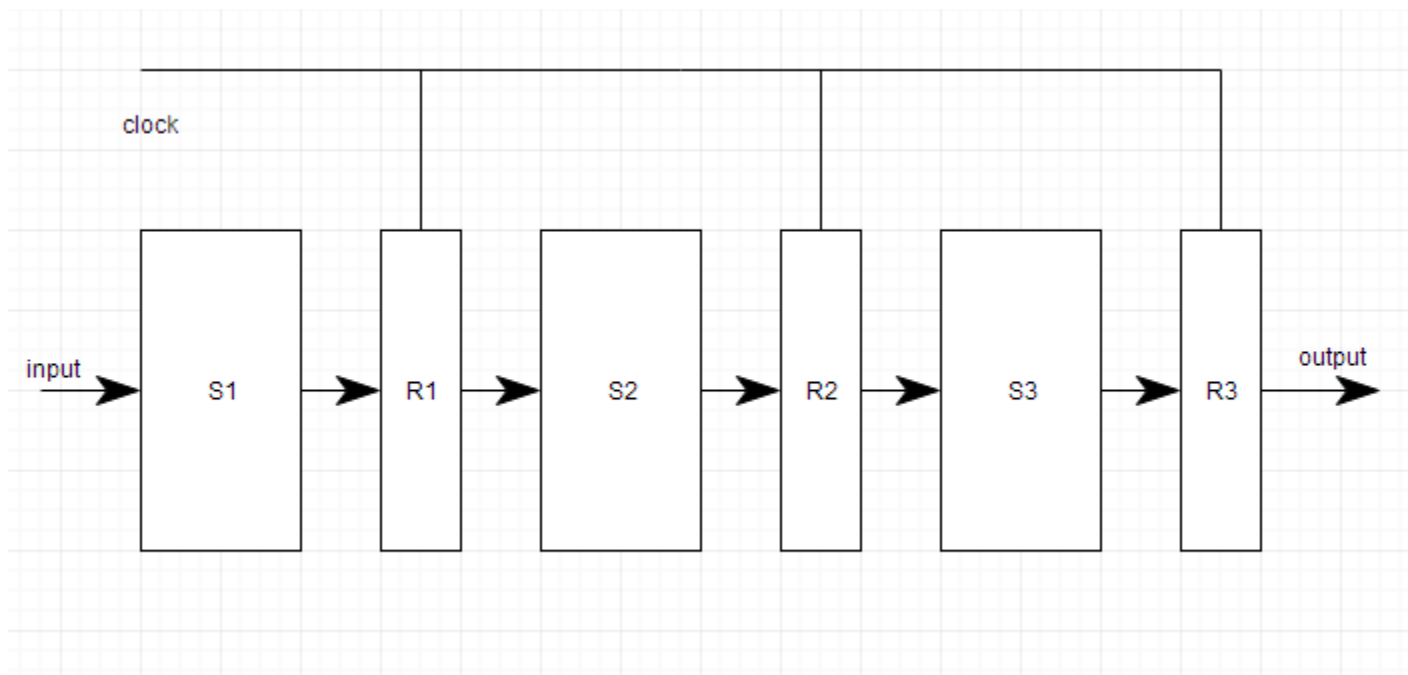 clock
input
S1
R1
S2
R2
S3
R3
output